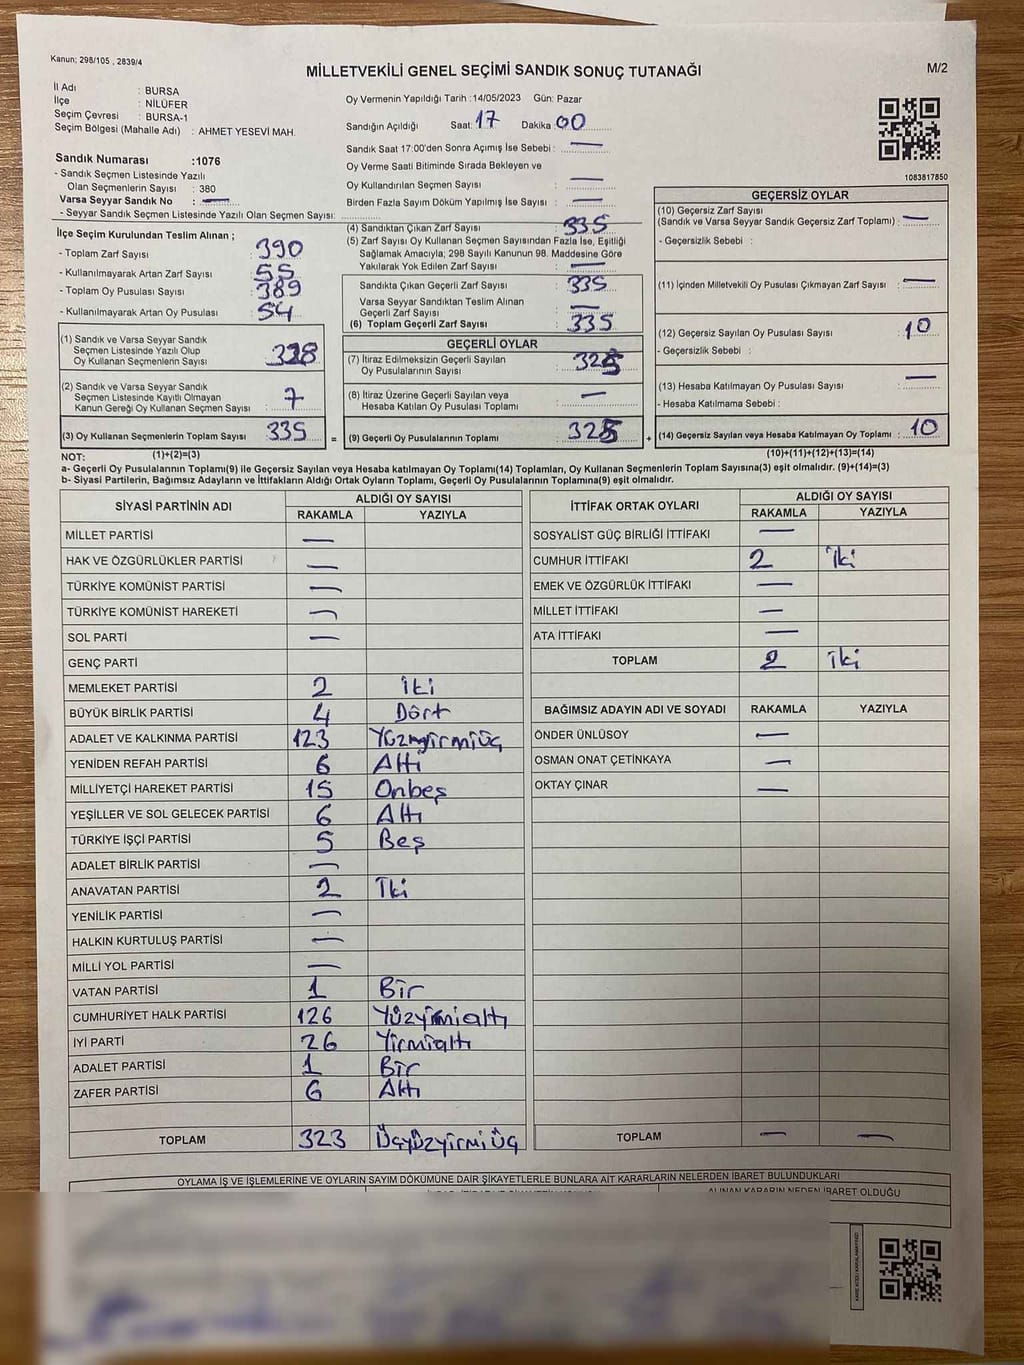 Kanun; 298/105 , 2839/4
MİLLETVEKİLİ GENEL SEÇİMİ SANDIK SONUÇ TUTANAĞI
M/2
İl Adı : BURSA
İlçe : NİLÜFER
Seçim Çevresi : BURSA-1
Seçim Bölgesi (Mahalle Adı) : AHMET YESEVİ MAH.
Oy Vermenin Yapıldığı Tarih :14/05/2023 Gün: Pazar
Sandığın Açıldığı Saat: 17 Dakika: 00
Sandık Saat 17:00'den Sonra Açımış İse Sebebi : —
Oy Verme Saati Bitiminde Sırada Bekleyen ve
Oy Kullandırılan Seçmen Sayısı : —
Birden Fazla Sayım Döküm Yapılmış İse Sayısı : —
1083817850
Sandık Numarası :1076
- Sandık Seçmen Listesinde Yazılı
Olan Seçmenlerin Sayısı : 380
Varsa Seyyar Sandık No : —
- Seyyar Sandık Seçmen Listesinde Yazılı Olan Seçmen Sayısı:
İlçe Seçim Kurulundan Teslim Alınan ;
- Toplam Zarf Sayısı : 390
- Kullanılmayarak Artan Zarf Sayısı : 55
- Toplam Oy Pusulası Sayısı : 389
- Kullanılmayarak Artan Oy Pusulası : 54
(1) Sandık ve Varsa Seyyar Sandık
Seçmen Listesinde Yazılı Olup
Oy Kullanan Seçmenlerin Sayısı : 328
(2) Sandık ve Varsa Seyyar Sandık
Seçmen Listesinde Kayıtlı Olmayan
Kanun Gereği Oy Kullanan Seçmen Sayısı : 7
(3) Oy Kullanan Seçmenlerin Toplam Sayısı : 335
(4) Sandıktan Çıkan Zarf Sayısı : 335
(5) Zarf Sayısı Oy Kullanan Seçmen Sayısından Fazla İse, Eşitliği
Sağlamak Amacıyla; 298 Sayılı Kanunun 98. Maddesine Göre
Yakılarak Yok Edilen Zarf Sayısı : —
Sandıkta Çıkan Geçerli Zarf Sayısı : 335
Varsa Seyyar Sandıktan Teslim Alınan
Geçerli Zarf Sayısı : —
(6) Toplam Geçerli Zarf Sayısı : 335
GEÇERLİ OYLAR
(7) İtiraz Edilmeksizin Geçerli Sayılan
Oy Pusulalarının Sayısı : 325
(8) İtiraz Üzerine Geçerli Sayılan veya
Hesaba Katılan Oy Pusulası Toplamı : —
= (9) Geçerli Oy Pusulalarının Toplamı : 325 +
GEÇERSİZ OYLAR
(10) Geçersiz Zarf Sayısı
(Sandık ve Varsa Seyyar Sandık Geçersiz Zarf Toplamı) : —
- Geçersizlik Sebebi :
(11) İçinden Milletvekili Oy Pusulası Çıkmayan Zarf Sayısı : —
(12) Geçersiz Sayılan Oy Pusulası Sayısı : 10
- Geçersizlik Sebebi :
(13) Hesaba Katılmayan Oy Pusulası Sayısı : —
- Hesaba Katılmama Sebebi :
(14) Geçersiz Sayılan veya Hesaba Katılmayan Oy Toplamı : 10
NOT: (1)+(2)=(3) (10)+(11)+(12)+(13)=(14)
a- Geçerli Oy Pusulalarının Toplamı(9) ile Geçersiz Sayılan veya Hesaba katılmayan Oy Toplamı(14) Toplamları, Oy Kullanan Seçmenlerin Toplam Sayısına(3) eşit olmalıdır. (9)+(14)=(3)
b- Siyasi Partilerin, Bağımsız Adayların ve İttifakların Aldığı Ortak Oyların Toplamı, Geçerli Oy Pusulalarının Toplamına(9) eşit olmalıdır.
SİYASİ PARTİNİN ADI ALDIĞI OY SAYISI
RAKAMLA YAZIYLA
MİLLET PARTİSİ —
HAK VE ÖZGÜRLÜKLER PARTİSİ —
TÜRKİYE KOMÜNİST PARTİSİ —
TÜRKİYE KOMÜNİST HAREKETİ —
SOL PARTİ —
GENÇ PARTİ
MEMLEKET PARTİSİ 2 İki
BÜYÜK BİRLİK PARTİSİ 4 Dört
ADALET VE KALKINMA PARTİSİ 123 Yüzyirmiüç
YENİDEN REFAH PARTİSİ 6 Altı
MİLLİYETÇİ HAREKET PARTİSİ 15 Onbeş
YEŞİLLER VE SOL GELECEK PARTİSİ 6 Altı
TÜRKİYE İŞÇİ PARTİSİ 5 Beş
ADALET BİRLİK PARTİSİ —
ANAVATAN PARTİSİ 2 İki
YENİLİK PARTİSİ —
HALKIN KURTULUŞ PARTİSİ —
MİLLİ YOL PARTİSİ —
VATAN PARTİSİ 1 Bir
CUMHURİYET HALK PARTİSİ 126 Yüzyirmialtı
İYİ PARTİ 26 Yirmialtı
ADALET PARTİSİ 1 Bir
ZAFER PARTİSİ 6 Altı
TOPLAM 323 Üçyüzyirmiüç
İTTİFAK ORTAK OYLARI ALDIĞI OY SAYISI
RAKAMLA YAZIYLA
SOSYALİST GÜÇ BİRLİĞİ İTTİFAKI —
CUMHUR İTTİFAKI 2 İki
EMEK VE ÖZGÜRLÜK İTTİFAKI —
MİLLET İTTİFAKI —
ATA İTTİFAKI —
TOPLAM 2 İki
BAĞIMSIZ ADAYIN ADI VE SOYADI RAKAMLA YAZIYLA
ÖNDER ÜNLÜSOY —
OSMAN ONAT ÇETİNKAYA —
OKTAY ÇINAR —
TOPLAM — —
OYLAMA İŞ VE İŞLEMLERİNE VE OYLARIN SAYIM DÖKÜMÜNE DAİR ŞİKAYETLERLE BUNLARA AİT KARARLARIN NELERDEN İBARET BULUNDUKLARI
ALINAN KARARIN NEDEN İBARET OLDUĞU